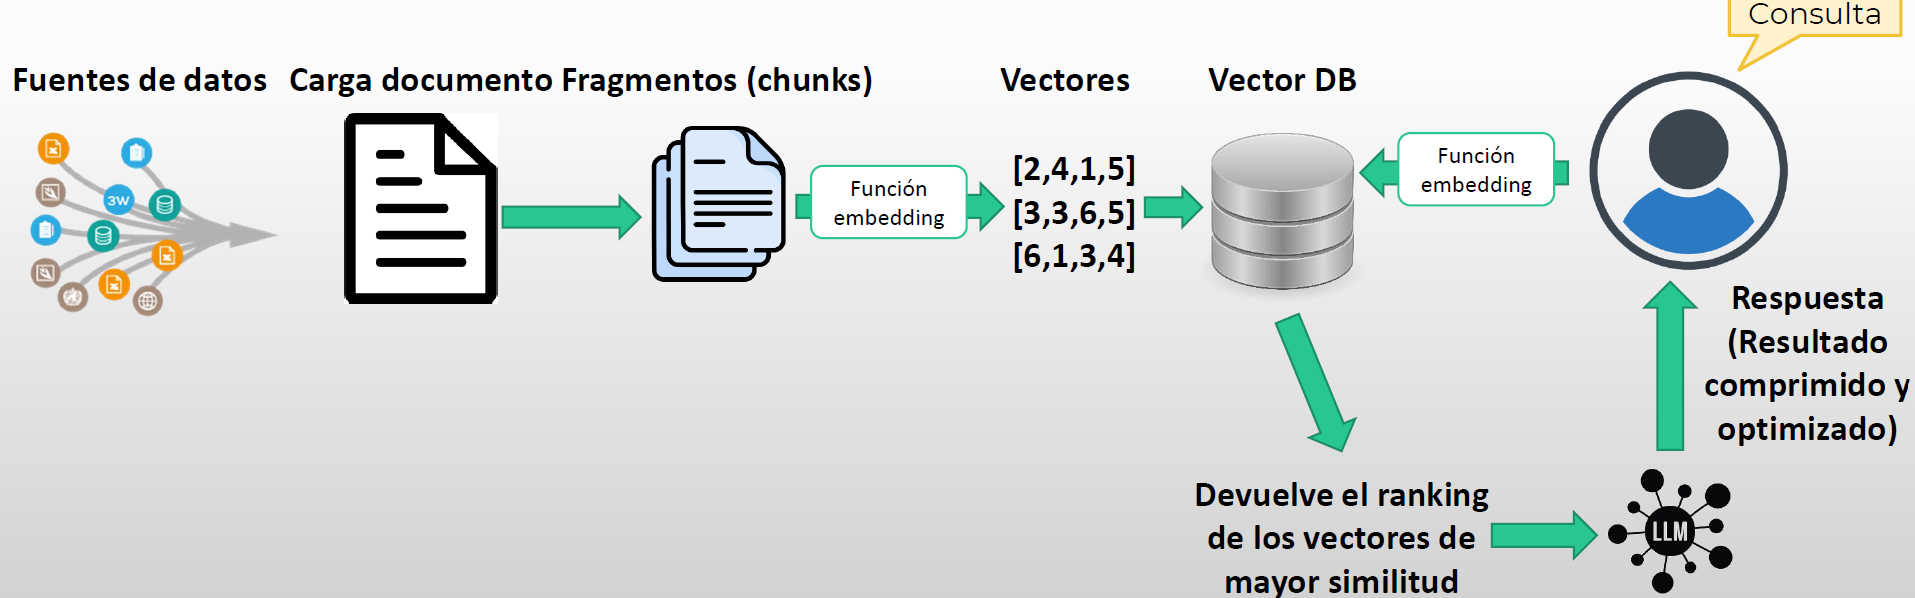 Consulta
Fuentes de datos
Carga documento
Fragmentos (chunks)
Vectores
Vector DB
3W
Función
embedding
[2,4,1,5]
[3,3,6,5]
[6,1,3,4]
Función
embedding
Respuesta
(Resultado
comprimido y
optimizado)
Devuelve el ranking
de los vectores de
mayor similitud
LLM